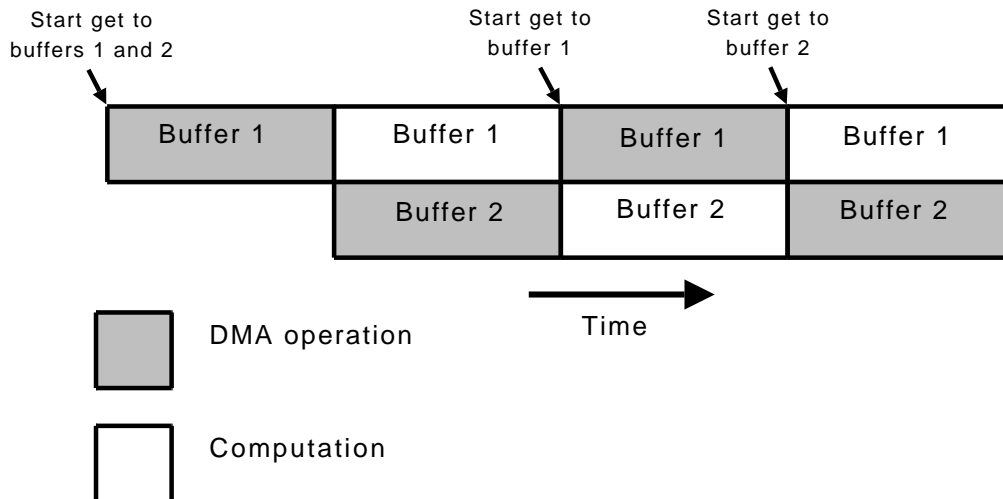 Start get to
buffers 1 and 2
Start get to
buffer 1
Start get to
buffer 2
Buffer 1
Buffer 1
Buffer 1
Buffer 1
Buffer 2
Buffer 2
Buffer 2
Time
DMA operation
Computation